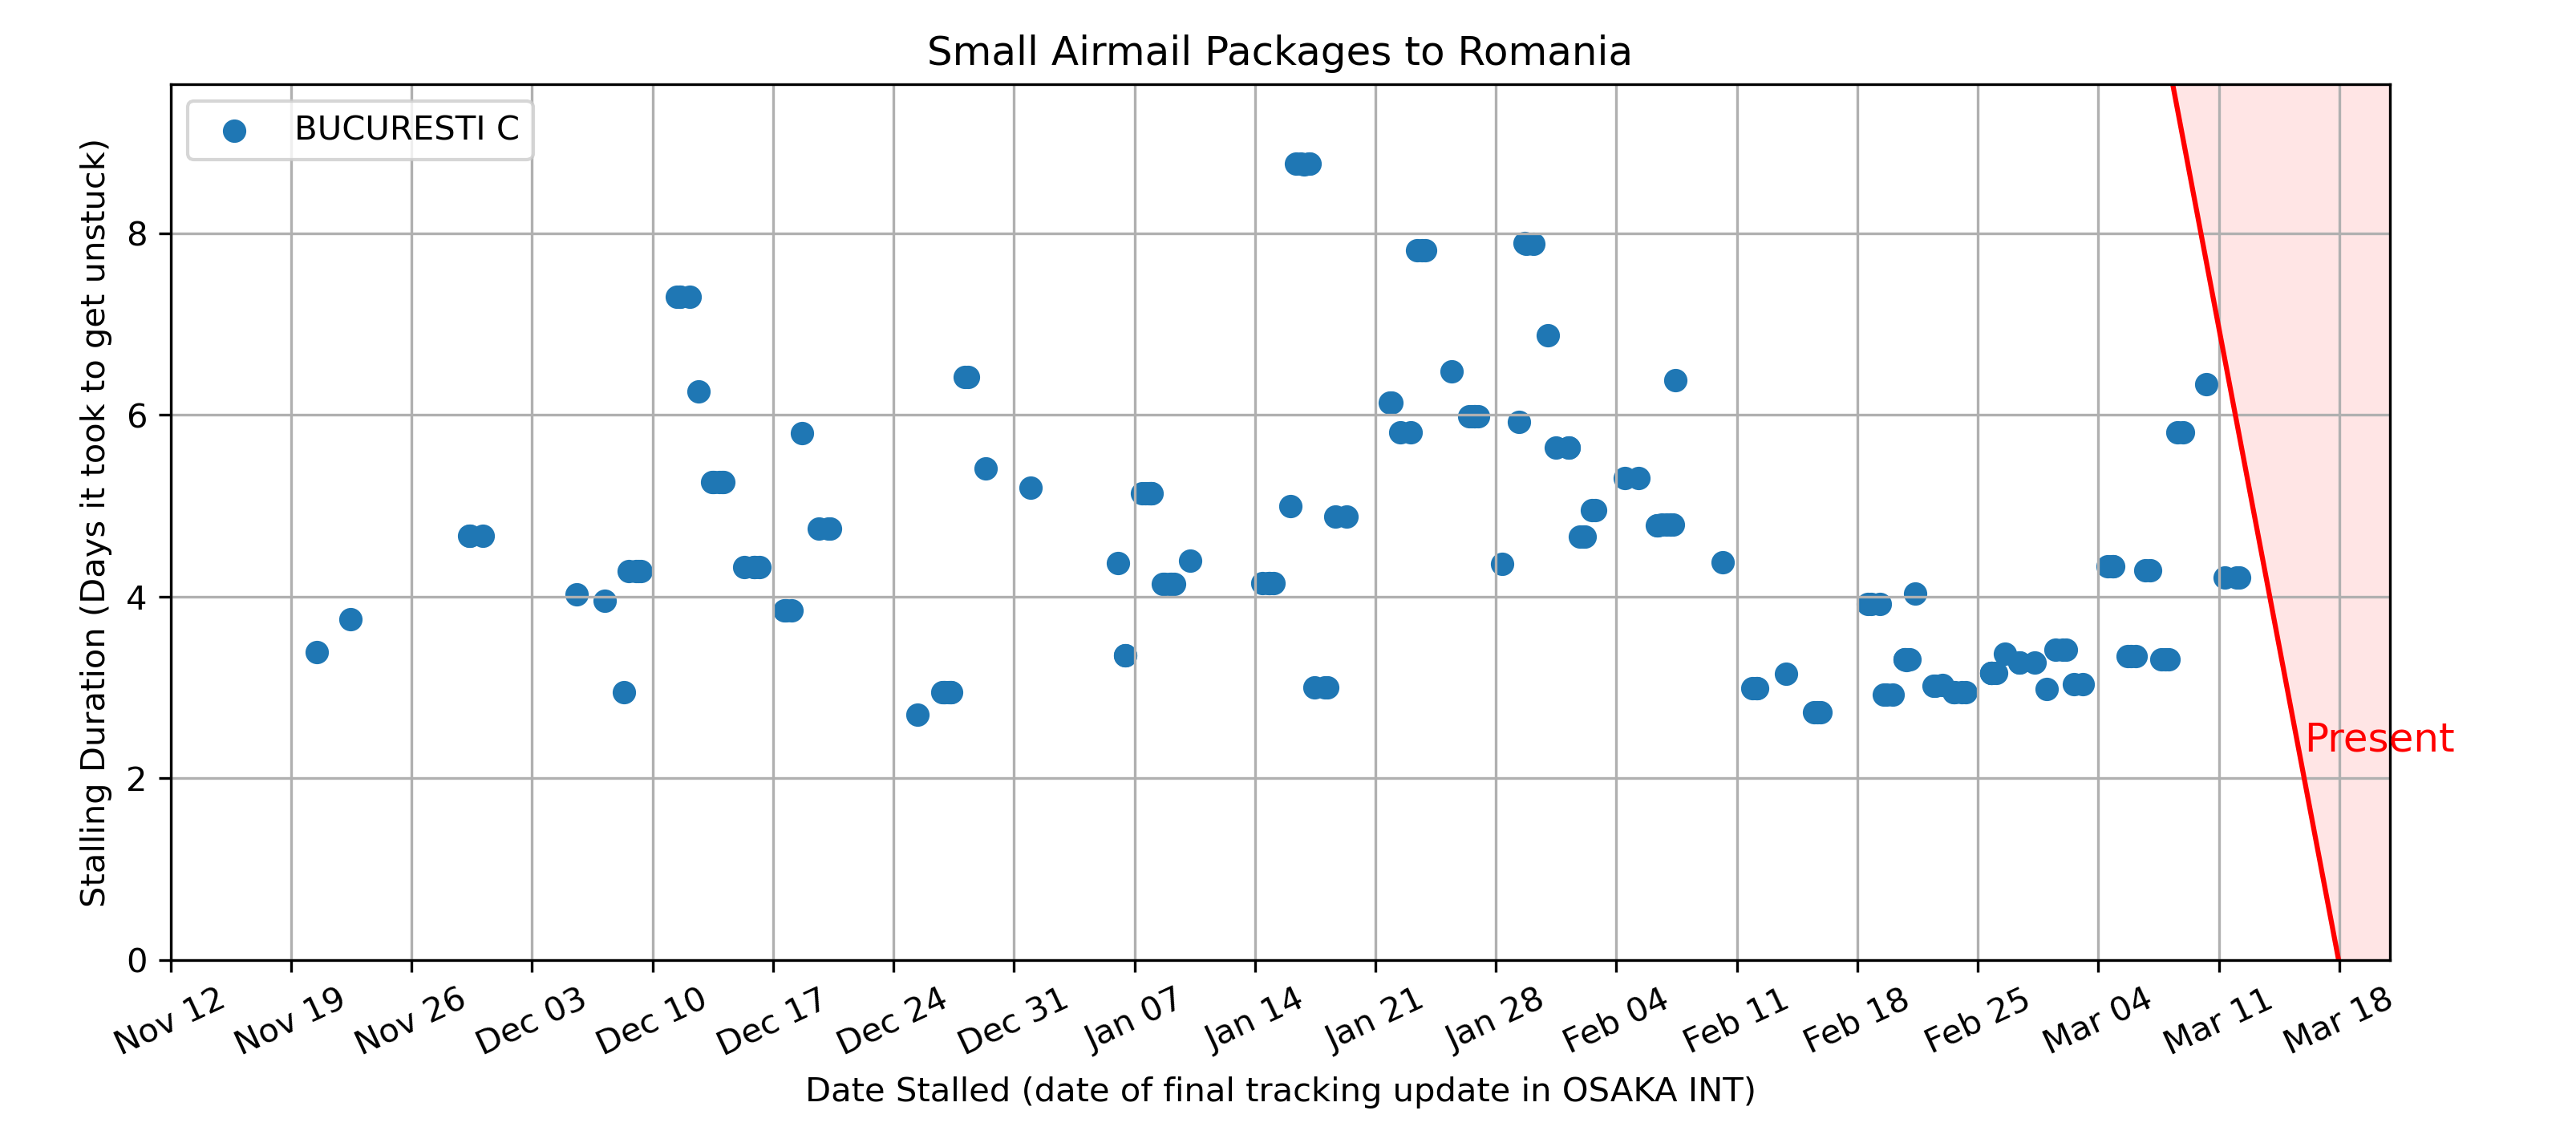 Small Airmail Packages to Romania
BUCURESTI C
Stalling Duration (Days it took to get unstuck)
8
6
4
2
0
Present
Nov 12 Nov 19 Nov 26 Dec 03 Dec 10 Dec 17 Dec 24 Dec 31 Jan 07 Jan 14 Jan 21 Jan 28 Feb 04 Feb 11 Feb 18 Feb 25 Mar 04 Mar 11 Mar 18
Date Stalled (date of final tracking update in OSAKA INT)